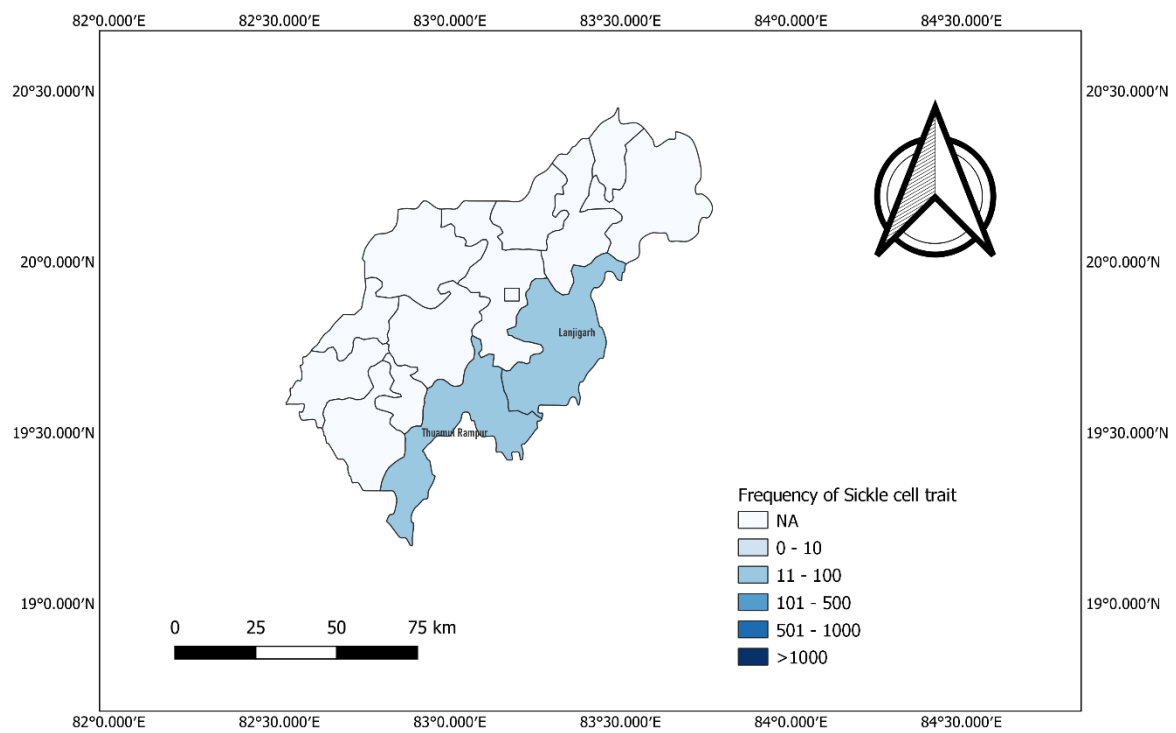 82°0.000′E 82°30.000′E 83°0.000′E 83°30.000′E 84°0.000′E 84°30.000′E
20°30.000′N 20°30.000′N
20°0.000′N 20°0.000′N
Lanjigarh
19°30.000′N Thuamul Rampur 19°30.000′N
Frequency of Sickle cell trait
NA
0 - 10
11 - 100
101 - 500
501 - 1000
>1000
19°0.000′N 19°0.000′N
0 25 50 75 km
82°0.000′E 82°30.000′E 83°0.000′E 83°30.000′E 84°0.000′E 84°30.000′E